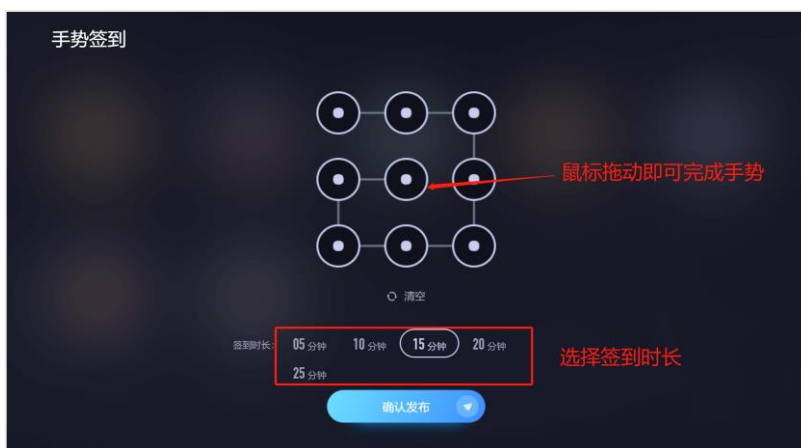 手势签到
鼠标拖动即可完成手势
清空
签到时长: 05 分钟 10 分钟 15 分钟 20 分钟
25 分钟
选择签到时长
确认发布